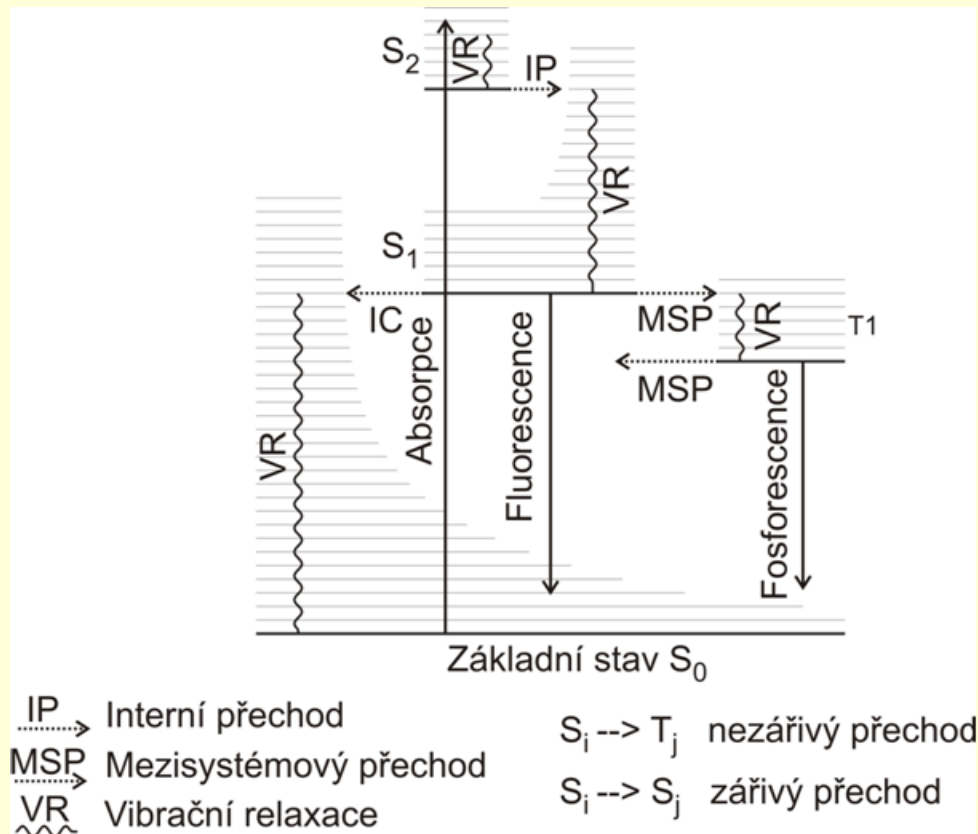 S2
VR
IP
VR
S1
IC
MSP
VR
T1
MSP
VR
Absorpce
Fluorescence
Fosforescence
Základní stav S0
IP Interní přechod
MSP Mezisystémový přechod
VR Vibrační relaxace
Si --> Tj nezářivý přechod
Si --> Sj zářivý přechod